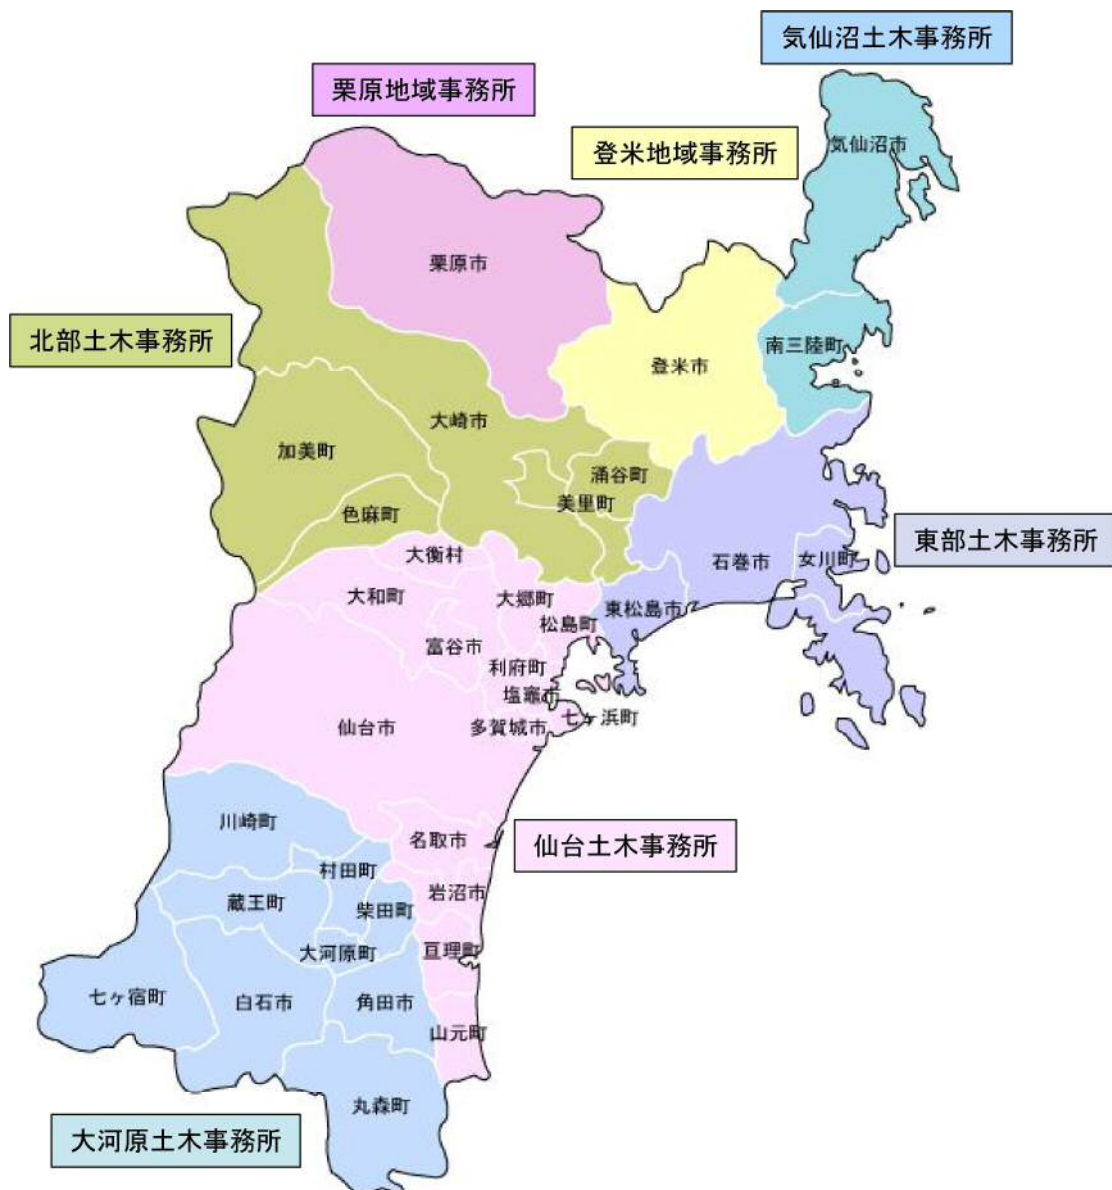 気仙沼土木事務所
栗原地域事務所
登米地域事務所
気仙沼市
栗原市
北部土木事務所
南三陸町
登米市
大崎市
加美町
涌谷町
美里町
色麻町
東部土木事務所
大衡村
石巻市
女川町
大和町
大郷町
東松島市
松島町
富谷市
利府町
塩竈市
七ヶ浜町
仙台市
多賀城市
川崎町
名取市
仙台土木事務所
村田町
岩沼市
蔵王町
柴田町
大河原町
亘理町
七ヶ宿町
白石市
角田市
山元町
丸森町
大河原土木事務所